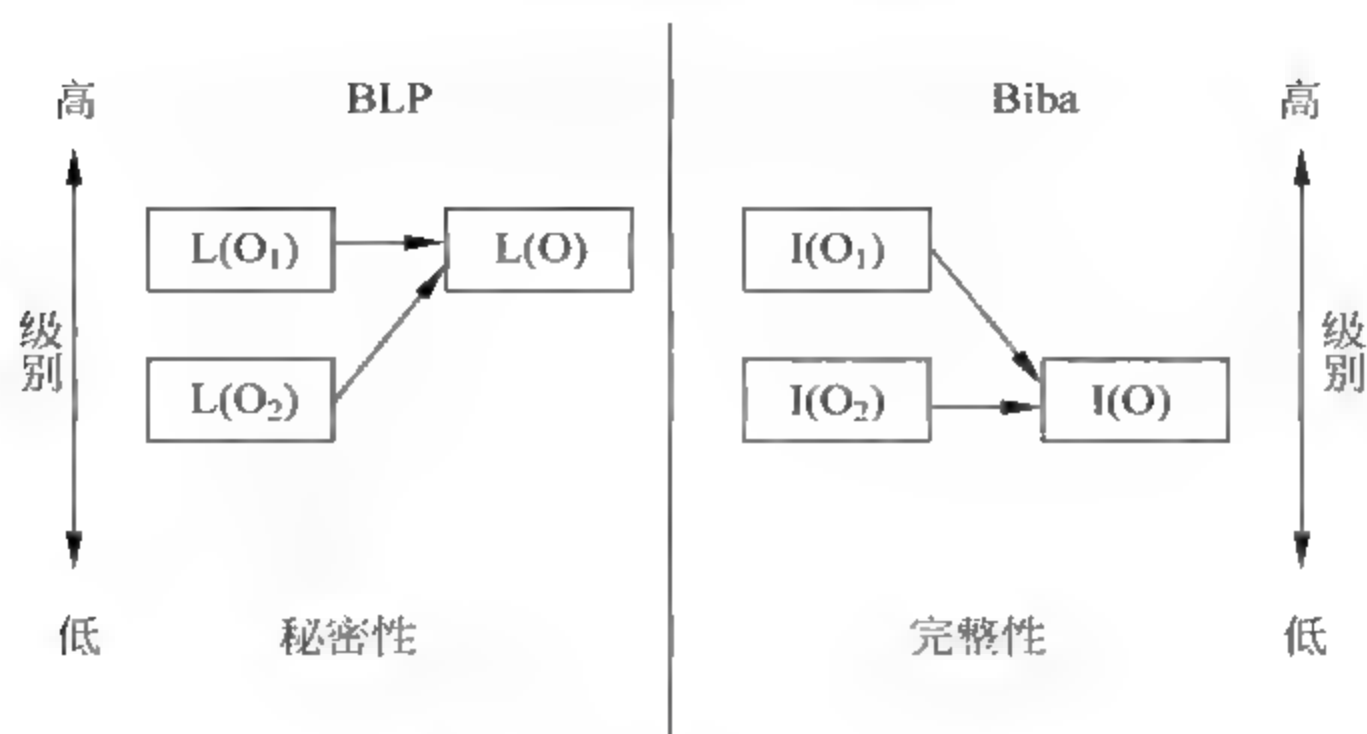 高 BLP Biba 高
L(O₁) L(O) I(O₁)
级别 级别
L(O₂) I(O₂) I(O)
低 秘密性 完整性 低